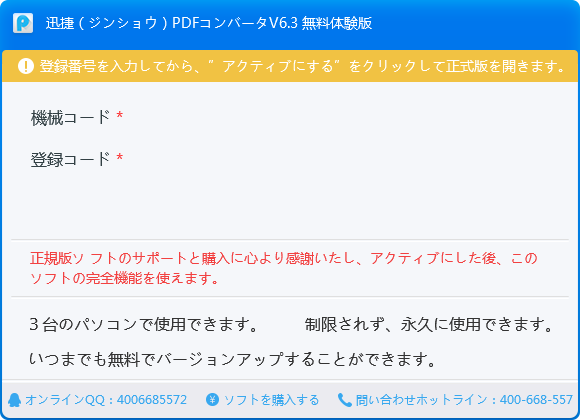 迅捷（ジンショウ）PDFコンバータV6.3 無料体験版
登録番号を入力してから、”アクティブにする”をクリックして正式版を開きます。
機械コード *
登録コード *
正規版ソ フトのサポートと購入に心より感謝いたし、アクティブにした後、この
ソフトの完全機能を使えます。
3 台のパソコンで使用できます。 制限されず、永久に使用できます。
いつまでも無料でバージョンアップすることができます。
オンラインQQ：4006685572 ソフトを購入する 問い合わせホットライン：400-668-557